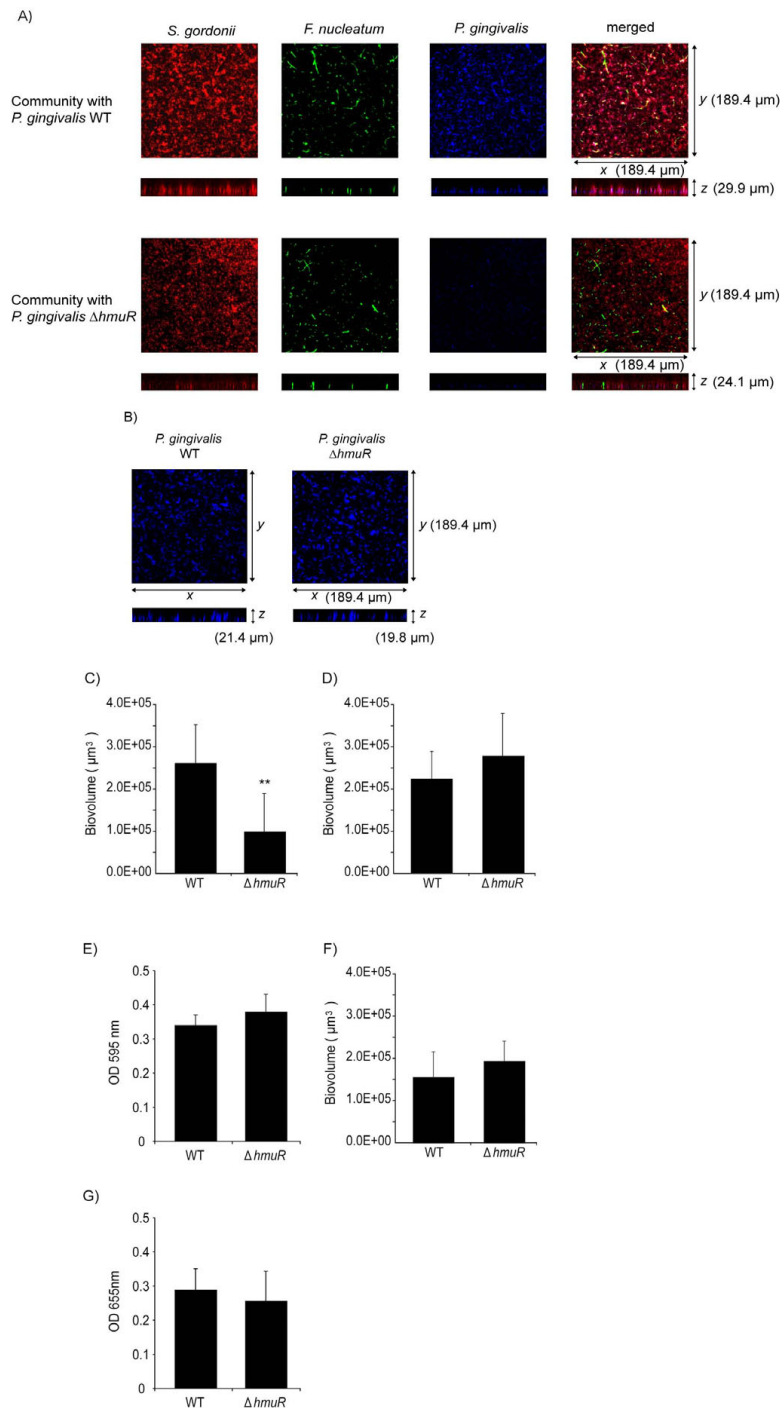 A)
S. gordonii F. nucleatum P. gingivalis merged
Community with
P. gingivalis WT
y (189.4 µm)
x (189.4 µm)
z (29.9 µm)
Community with
P. gingivalis ΔhmuR
y (189.4 µm)
x (189.4 µm)
z (24.1 µm)
B)
P. gingivalis
WT
P. gingivalis
ΔhmuR
y
y (189.4 µm)
x
x (189.4 µm)
z
z
(21.4 µm)
(19.8 µm)
C)
Biovolume ( µm³ )
4.0E+05
3.0E+05
2.0E+05
1.0E+05
0.0E+00
**
WT ΔhmuR
D)
Biovolume ( µm³ )
4.0E+05
3.0E+05
2.0E+05
1.0E+05
0.0E+00
WT ΔhmuR
E)
OD 595 nm
0.5
0.4
0.3
0.2
0.1
0
WT ΔhmuR
F)
Biovolume ( µm³ )
4.0E+05
3.0E+05
2.0E+05
1.0E+05
0.0E+00
WT ΔhmuR
G)
OD 655nm
0.5
0.4
0.3
0.2
0.1
0
WT ΔhmuR